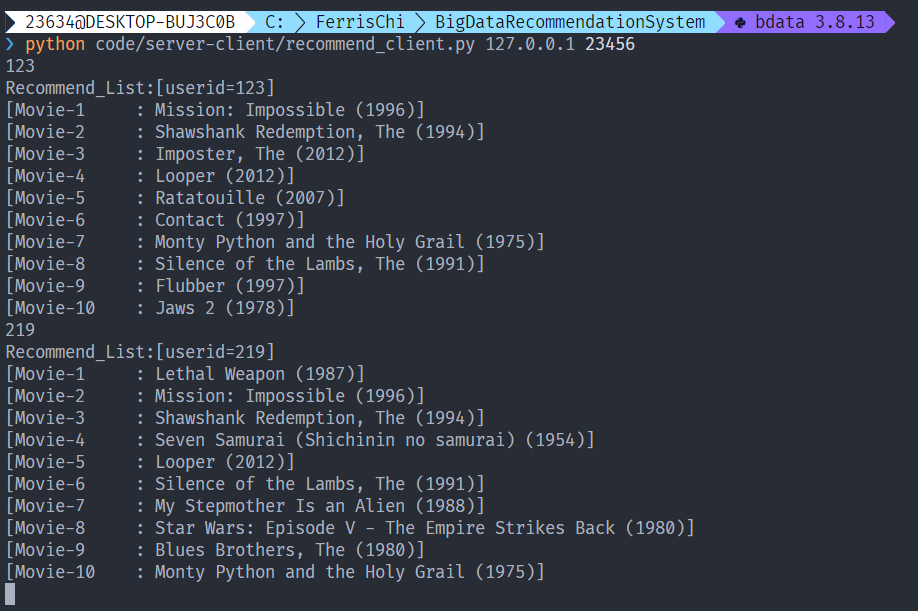 23634@DESKTOP-BUJ3C0B C: FerrisChi BigDataRecommendationSystem bdata 3.8.13
❯ python code/server-client/recommend_client.py 127.0.0.1 23456
123
Recommend_List:[userid=123]
[Movie-1     : Mission: Impossible (1996)]
[Movie-2     : Shawshank Redemption, The (1994)]
[Movie-3     : Imposter, The (2012)]
[Movie-4     : Looper (2012)]
[Movie-5     : Ratatouille (2007)]
[Movie-6     : Contact (1997)]
[Movie-7     : Monty Python and the Holy Grail (1975)]
[Movie-8     : Silence of the Lambs, The (1991)]
[Movie-9     : Flubber (1997)]
[Movie-10    : Jaws 2 (1978)]
219
Recommend_List:[userid=219]
[Movie-1     : Lethal Weapon (1987)]
[Movie-2     : Mission: Impossible (1996)]
[Movie-3     : Shawshank Redemption, The (1994)]
[Movie-4     : Seven Samurai (Shichinin no samurai) (1954)]
[Movie-5     : Looper (2012)]
[Movie-6     : Silence of the Lambs, The (1991)]
[Movie-7     : My Stepmother Is an Alien (1988)]
[Movie-8     : Star Wars: Episode V - The Empire Strikes Back (1980)]
[Movie-9     : Blues Brothers, The (1980)]
[Movie-10    : Monty Python and the Holy Grail (1975)]